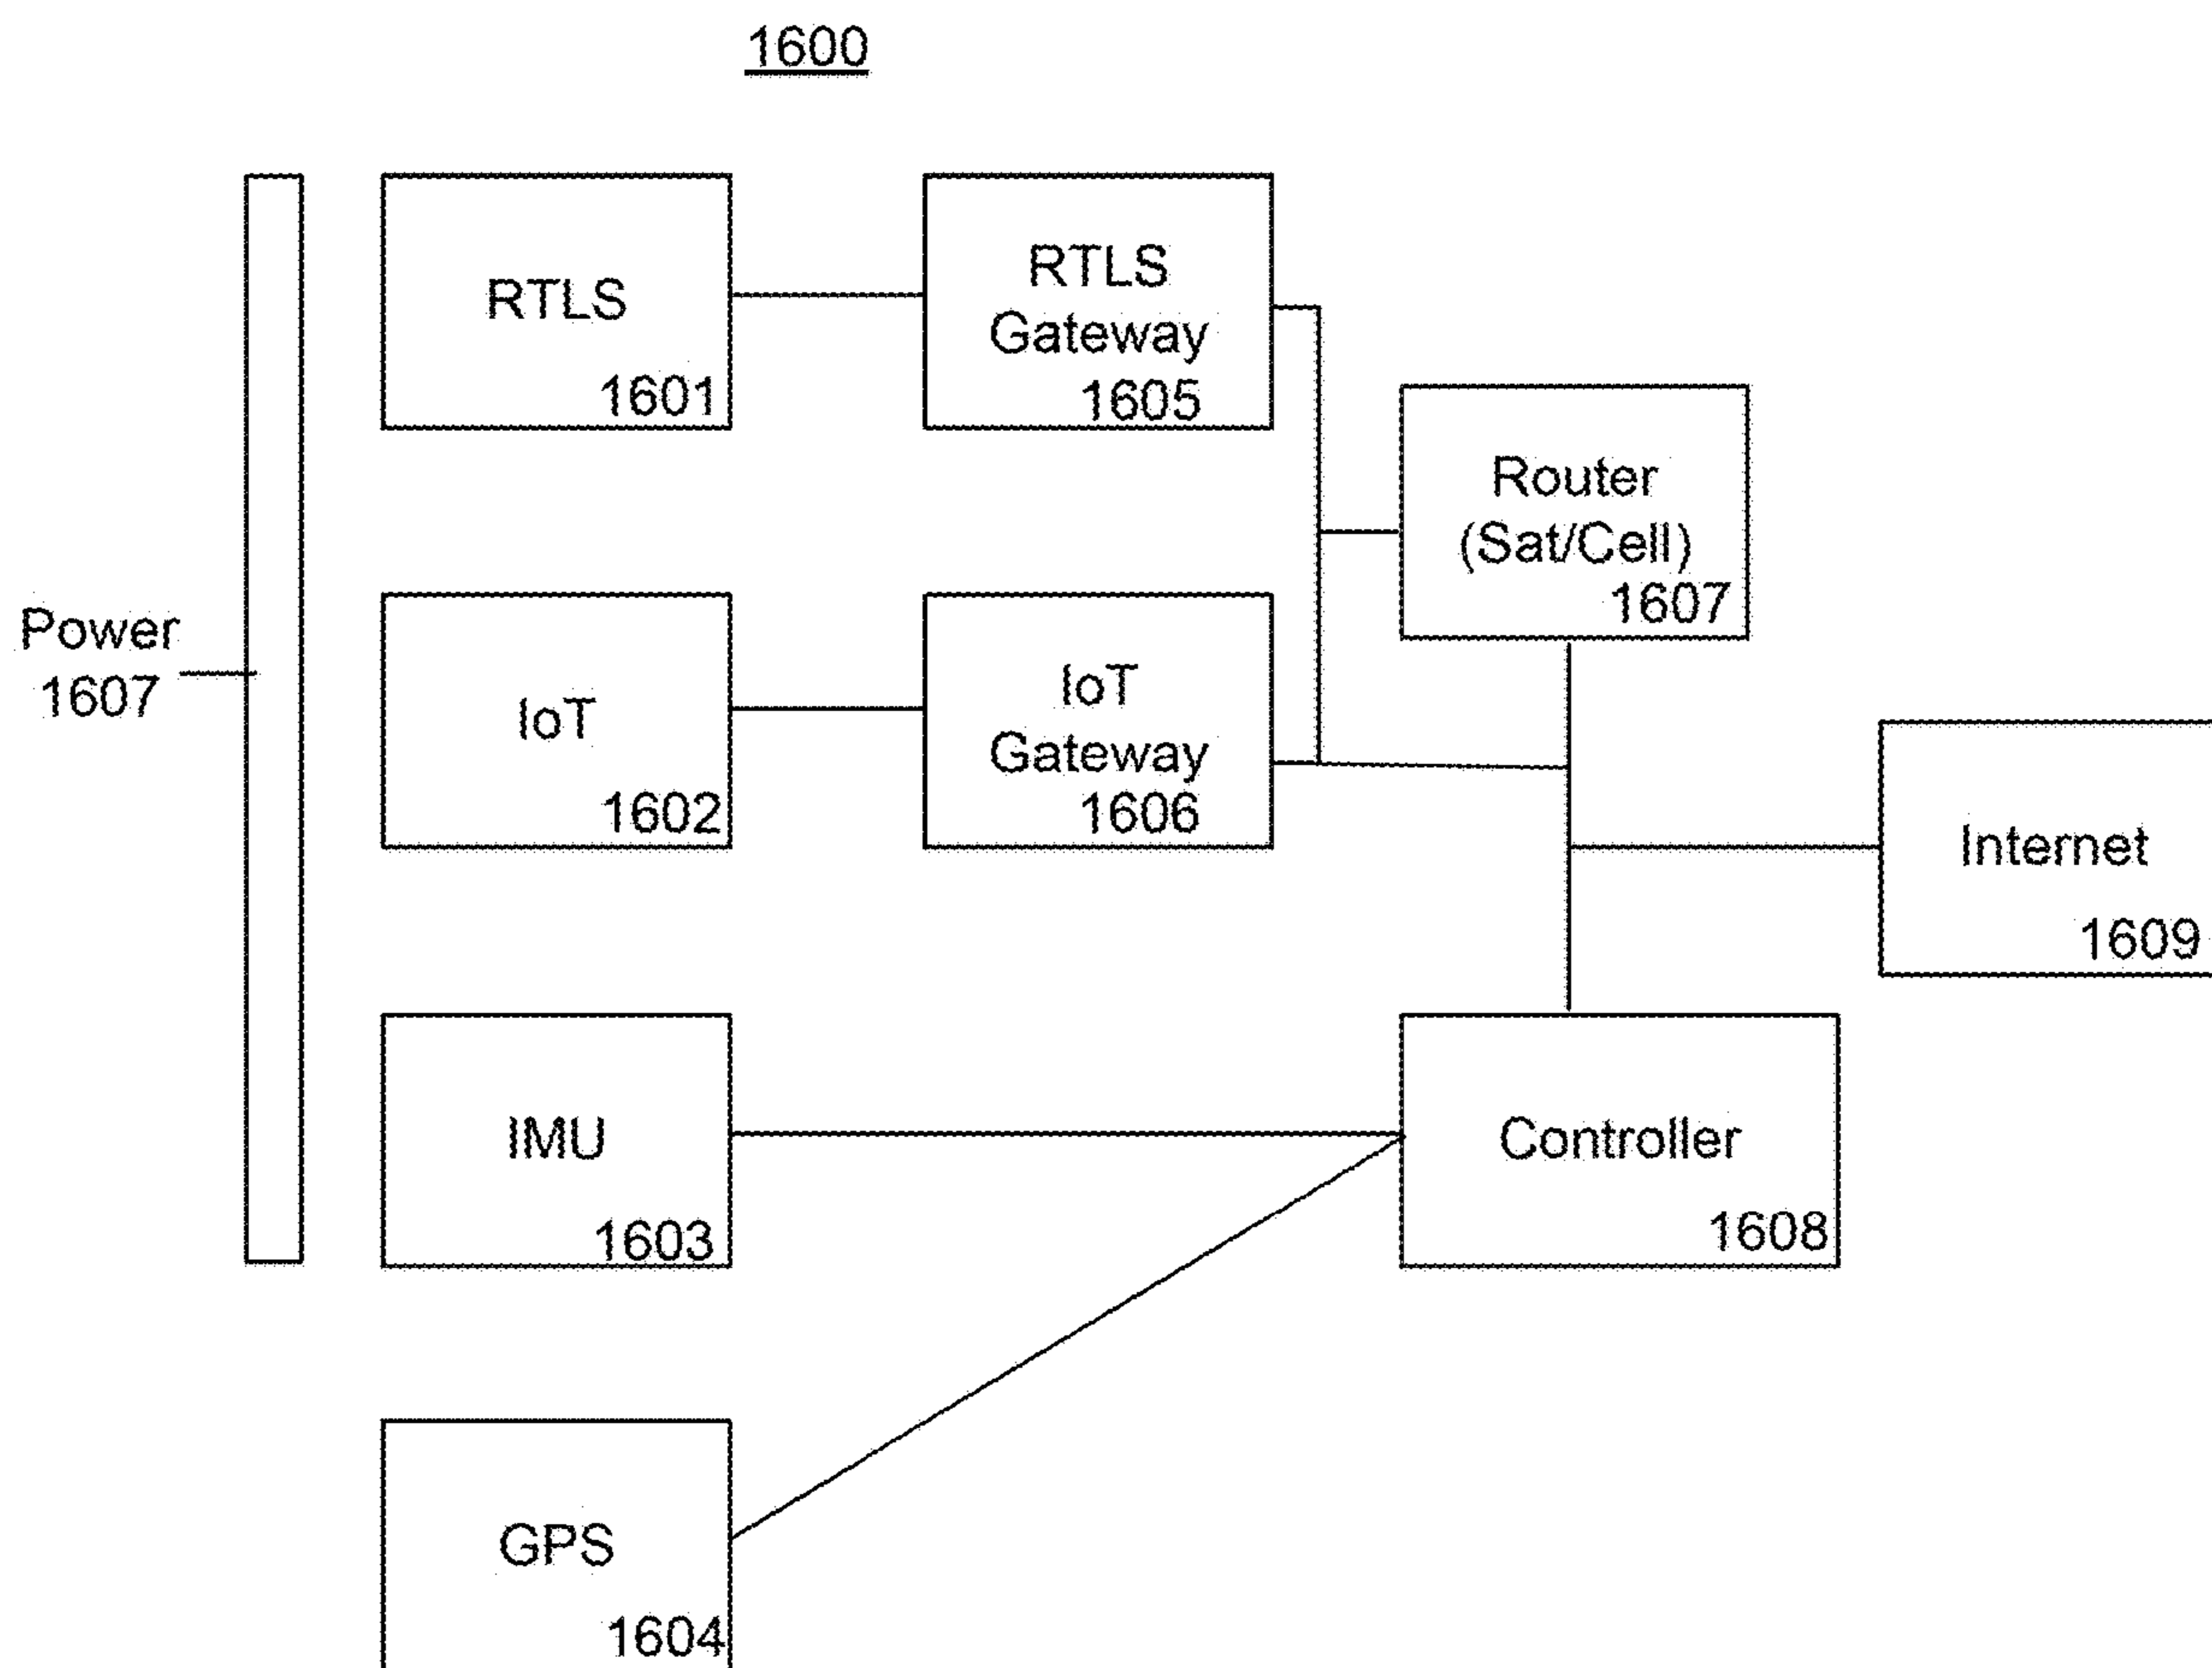 1600
RTLS
1601
RTLS
Gateway
1605
Router
(Sat/Cell)
1607
Power
1607
IoT
1602
IoT
Gateway
1606
Internet
1609
IMU
1603
Controller
1608
GPS
1604